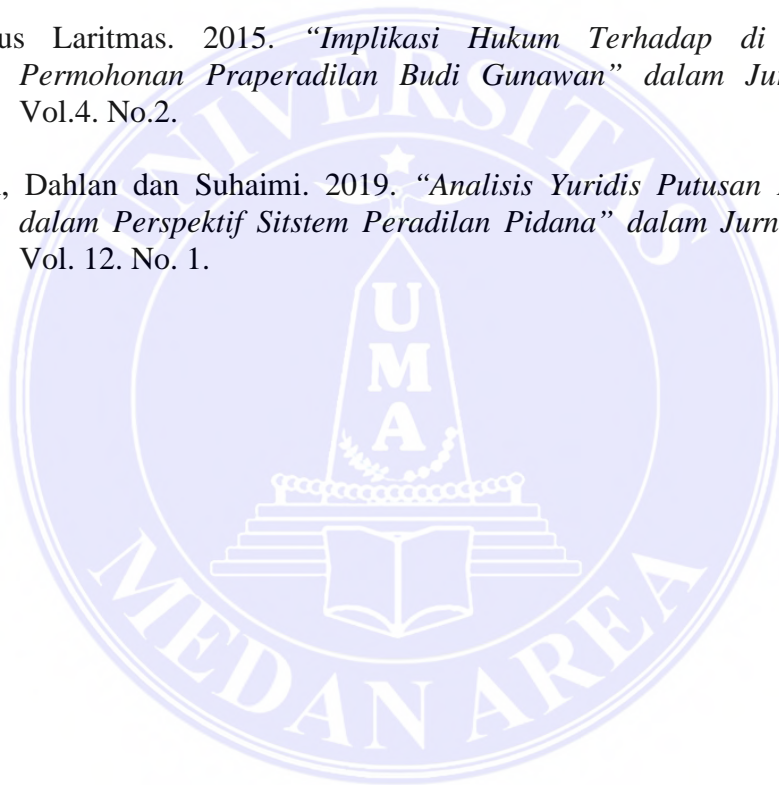 us Laritmas. 2015. “Implikasi Hukum Terhadap di
Permohonan Praperadilan Budi Gunawan” dalam Ju
Vol.4. No.2.
, Dahlan dan Suhaimi. 2019. “Analisis Yuridis Putusan
dalam Perspektif Sitstem Peradilan Pidana” dalam Jurn
Vol. 12. No. 1.
UNIVERSITAS
UMA
MEDAN AREA